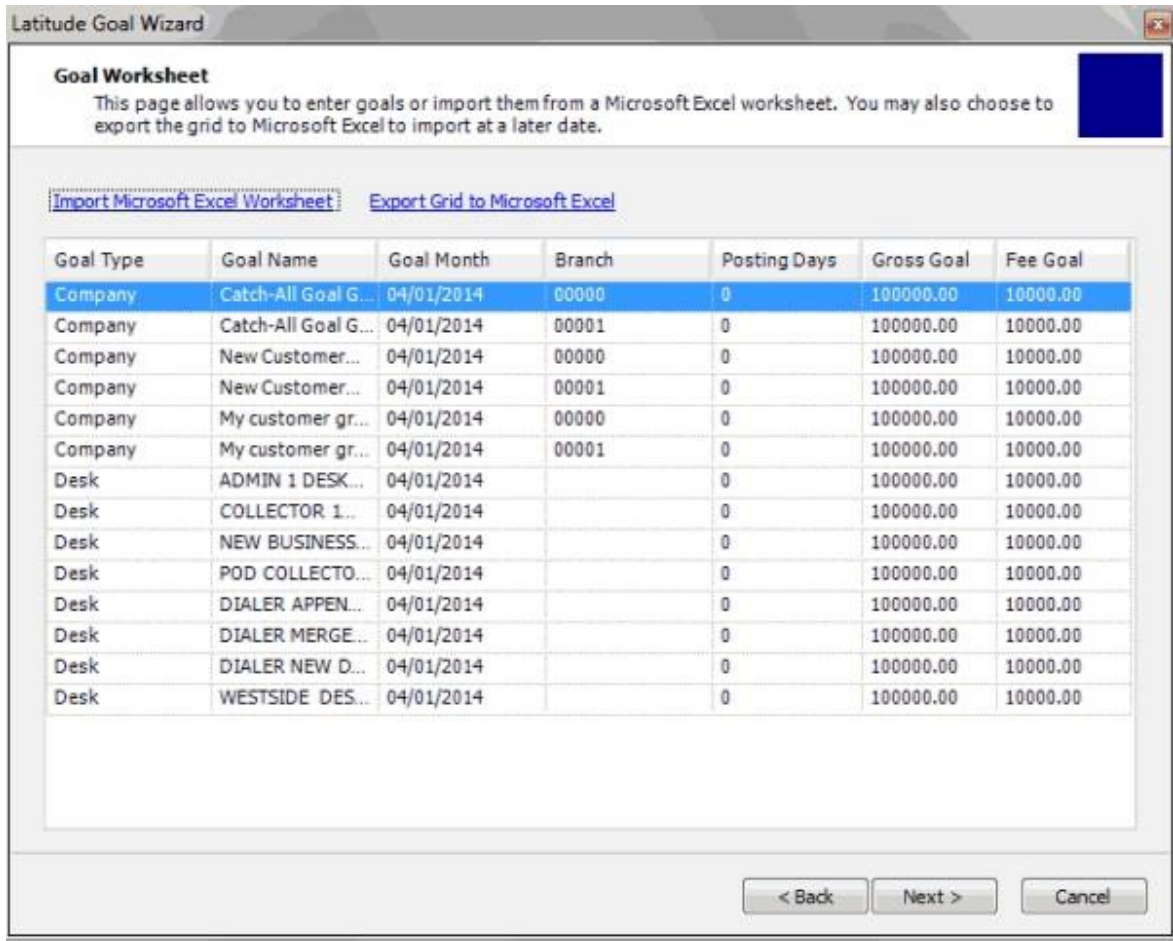 Latitude Goal Wizard
Goal Worksheet
This page allows you to enter goals or import them from a Microsoft Excel worksheet. You may also choose to
export the grid to Microsoft Excel to import at a later date.
Import Microsoft Excel Worksheet Export Grid to Microsoft Excel
Goal Type Goal Name Goal Month Branch Posting Days Gross Goal Fee Goal
Company Catch-All Goal G... 04/01/2014 00000 0 100000.00 10000.00
Company Catch-All Goal G... 04/01/2014 00001 0 100000.00 10000.00
Company New Customer... 04/01/2014 00000 0 100000.00 10000.00
Company New Customer... 04/01/2014 00001 0 100000.00 10000.00
Company My customer gr... 04/01/2014 00000 0 100000.00 10000.00
Company My customer gr... 04/01/2014 00001 0 100000.00 10000.00
Desk ADMIN 1 DESK... 04/01/2014 0 100000.00 10000.00
Desk COLLECTOR 1... 04/01/2014 0 100000.00 10000.00
Desk NEW BUSINESS... 04/01/2014 0 100000.00 10000.00
Desk POD COLLECTO... 04/01/2014 0 100000.00 10000.00
Desk DIALER APPEN... 04/01/2014 0 100000.00 10000.00
Desk DIALER MERGE... 04/01/2014 0 100000.00 10000.00
Desk DIALER NEW D... 04/01/2014 0 100000.00 10000.00
Desk WESTSIDE DES... 04/01/2014 0 100000.00 10000.00
< Back Next > Cancel